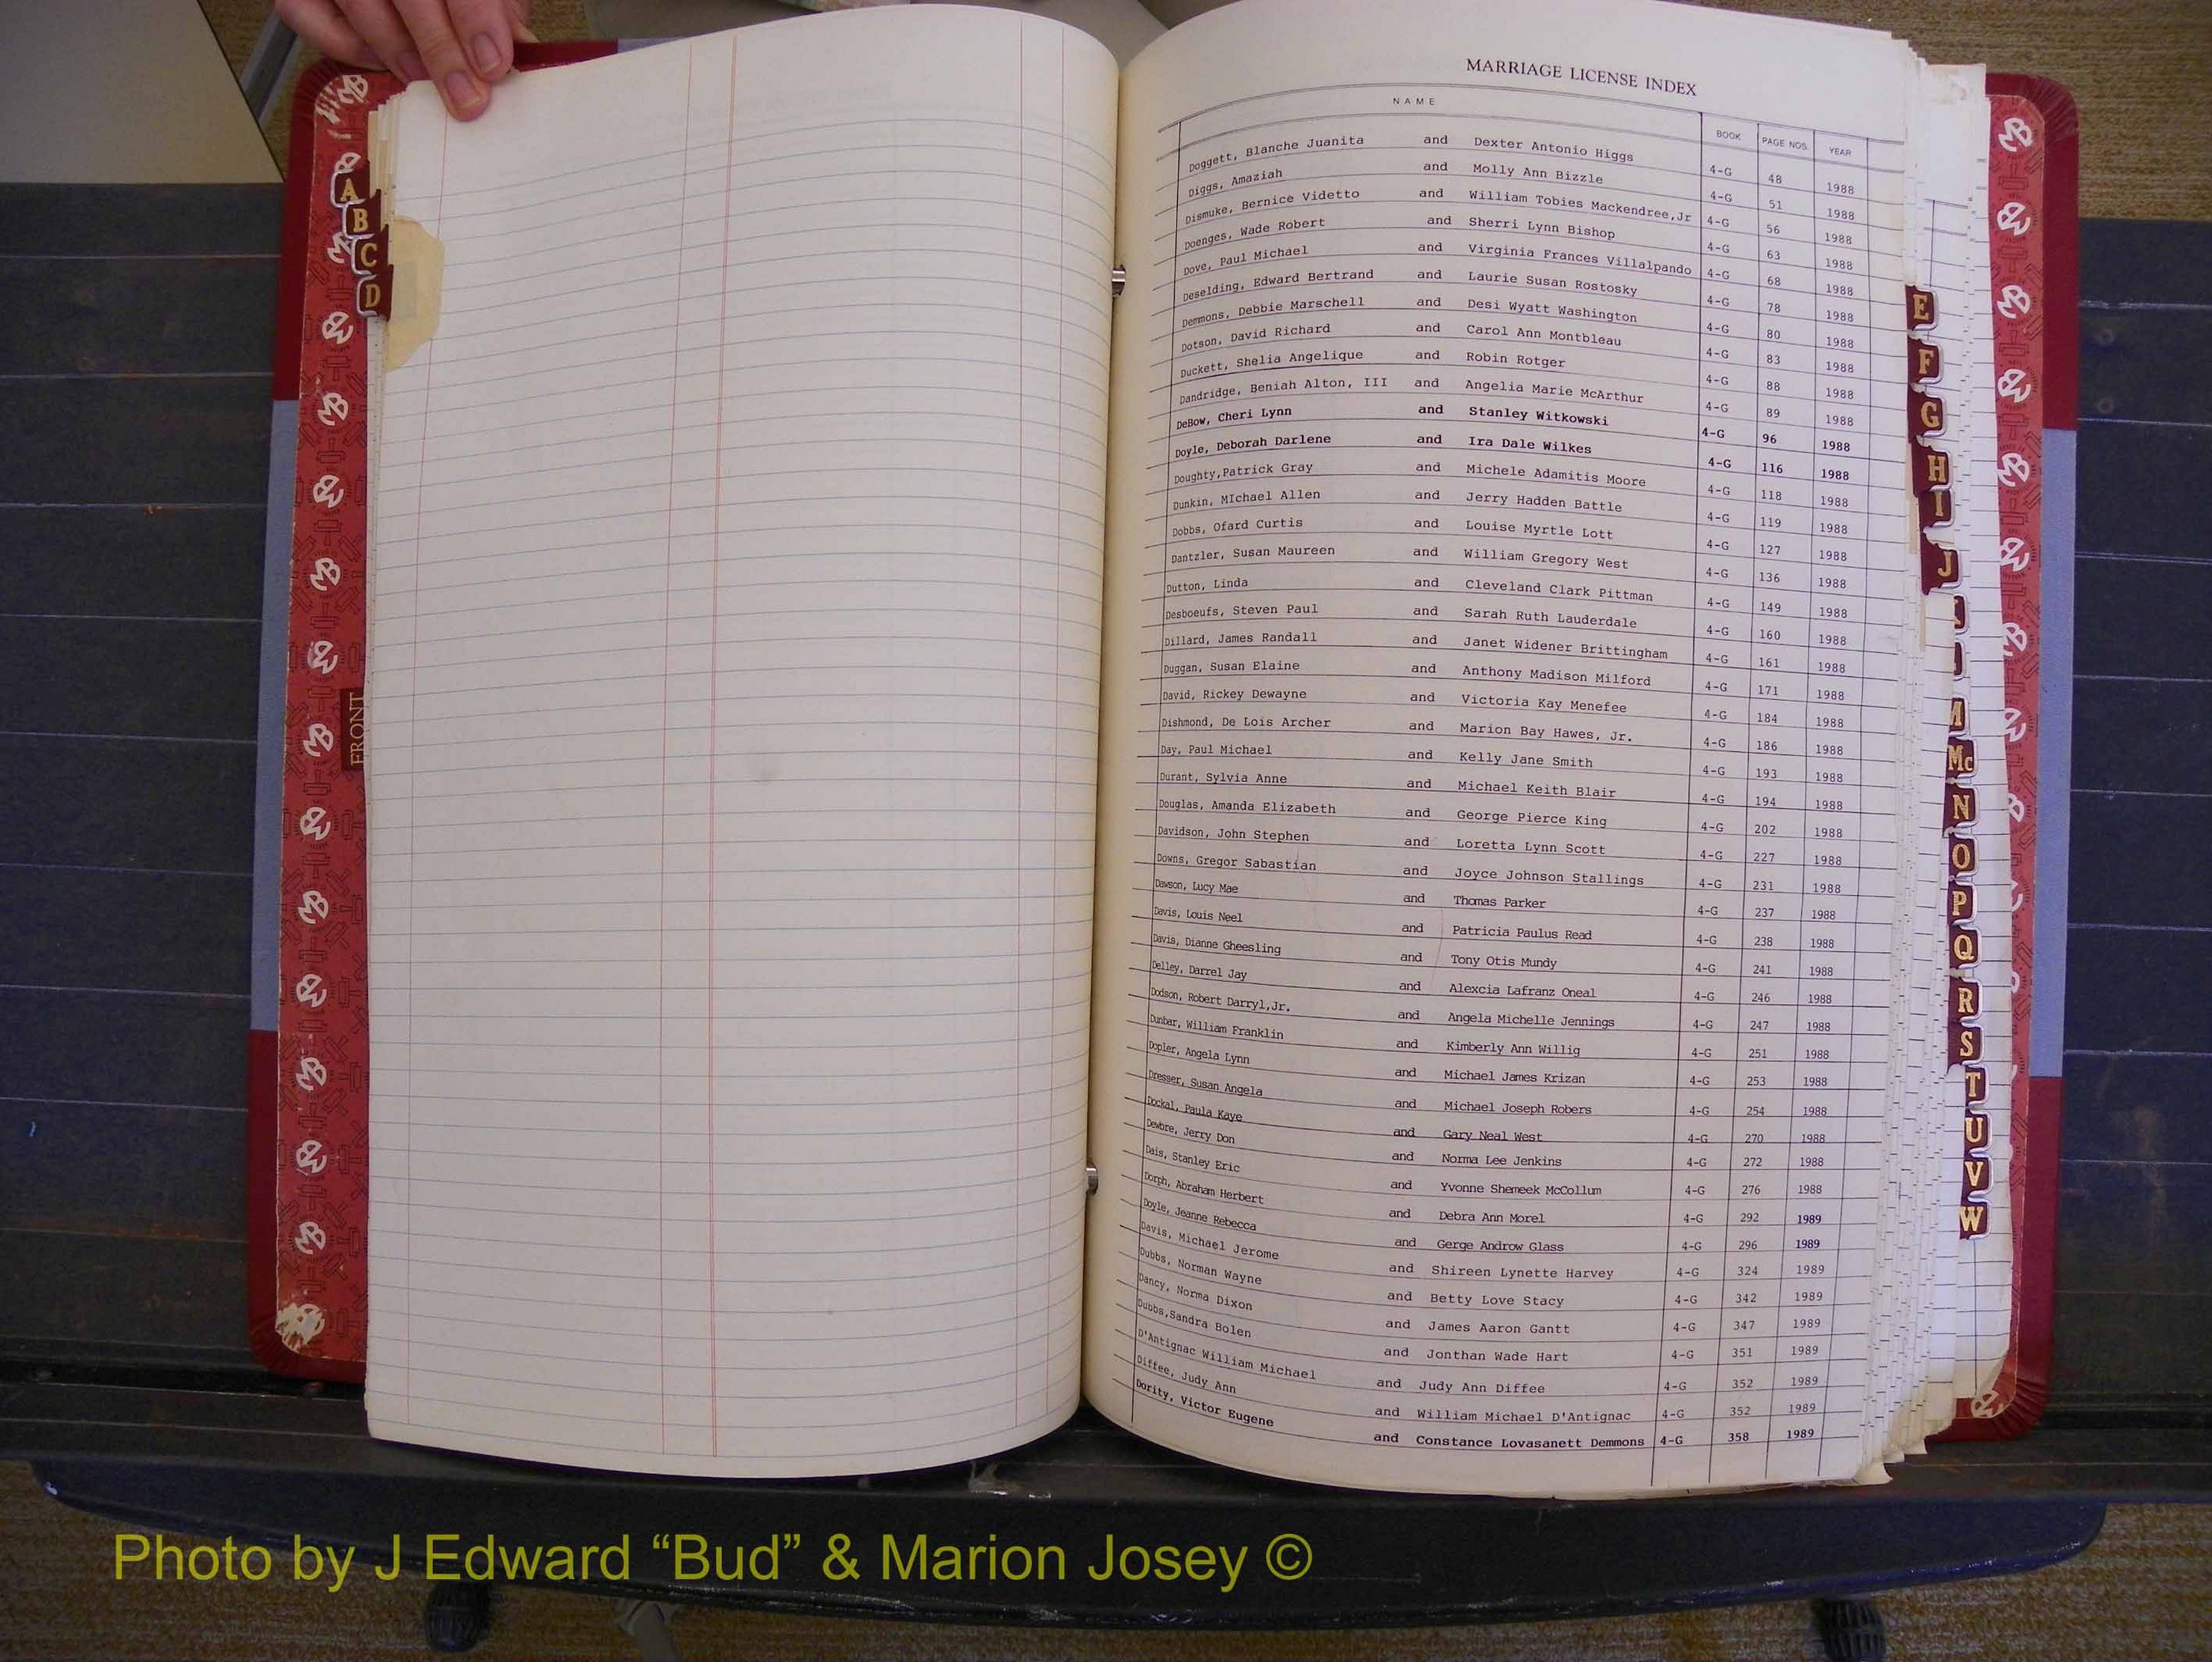 MARRIAGE LICENSE INDEX
NAME BOOK PAGE NOS. YEAR
Doggett, Blanche Juanita and Dexter Antonio Higgs 4-G 48 1988
Diggs, Amaziah and Molly Ann Bizzle 4-G 51 1988
Dismuke, Bernice Videtto and William Tobies Mackendree,Jr 4-G 56 1988
Doenges, Wade Robert and Sherri Lynn Bishop 4-G 63 1988
Dove, Paul Michael and Virginia Frances Villalpando 4-G 68 1988
Deselding, Edward Bertrand and Laurie Susan Rostosky 4-G 78 1988
Demmons, Debbie Marschell and Desi Wyatt Washington 4-G 80 1988
Dotson, David Richard and Carol Ann Montbleau 4-G 83 1988
Duckett, Shelia Angelique and Robin Rotger 4-G 88 1988
Dandridge, Beniah Alton, III and Angelia Marie McArthur 4-G 89 1988
DeBow, Cheri Lynn and Stanley Witkowski 4-G 96 1988
Doyle, Deborah Darlene and Ira Dale Wilkes 4-G 116 1988
Doughty,Patrick Gray and Michele Adamitis Moore 4-G 118 1988
Dunkin, MIchael Allen and Jerry Hadden Battle 4-G 119 1988
Dobbs, Ofard Curtis and Louise Myrtle Lott 4-G 127 1988
Dantzler, Susan Maureen and William Gregory West 4-G 136 1988
Dutton, Linda and Cleveland Clark Pittman 4-G 149 1988
Desboeufs, Steven Paul and Sarah Ruth Lauderdale 4-G 160 1988
Dillard, James Randall and Janet Widener Brittingham 4-G 161 1988
Duggan, Susan Elaine and Anthony Madison Milford 4-G 171 1988
David, Rickey Dewayne and Victoria Kay Menefee 4-G 184 1988
Dishmond, De Lois Archer and Marion Bay Hawes, Jr. 4-G 186 1988
Day, Paul Michael and Kelly Jane Smith 4-G 193 1988
Durant, Sylvia Anne and Michael Keith Blair 4-G 194 1988
Douglas, Amanda Elizabeth and George Pierce King 4-G 202 1988
Davidson, John Stephen and Loretta Lynn Scott 4-G 227 1988
Downs, Gregor Sabastian and Joyce Johnson Stallings 4-G 231 1988
Dawson, Lucy Mae and Thomas Parker 4-G 237 1988
Davis, Louis Neel and Patricia Paulus Read 4-G 238 1988
Davis, Dianne Gheesling and Tony Otis Mundy 4-G 241 1988
Delley, Darrel Jay and Alexcia Lafranz Oneal 4-G 246 1988
Dodson, Robert Darryl,Jr. and Angela Michelle Jennings 4-G 247 1988
Dunbar, William Franklin and Kimberly Ann Willig 4-G 251 1988
Dopler, Angela Lynn and Michael James Krizan 4-G 253 1988
Dresser, Susan Angela and Michael Joseph Robers 4-G 254 1988
Dockal, Paula Kaye and Gary Neal West 4-G 270 1988
Dewbre, Jerry Don and Norma Lee Jenkins 4-G 272 1988
Dais, Stanley Eric and Yvonne Shemeek McCollum 4-G 276 1988
Dorph, Abraham Herbert and Debra Ann Morel 4-G 292 1989
Doyle, Jeanne Rebecca and Gerge Androw Glass 4-G 296 1989
Davis, Michael Jerome and Shireen Lynette Harvey 4-G 324 1989
Dubbs, Norman Wayne and Betty Love Stacy 4-G 342 1989
Dancy, Norma Dixon and James Aaron Gantt 4-G 347 1989
Dubbs,Sandra Bolen and Jonthan Wade Hart 4-G 351 1989
D'Antignac William Michael and Judy Ann Diffee 4-G 352 1989
Diffee, Judy Ann and William Michael D'Antignac 4-G 352 1989
Dority, Victor Eugene and Constance Lovasanett Demmons 4-G 358 1989
A
B
C
D
FRONT
E
F
G
H
I
J
M
Mc
N
O
P
Q
R
S
T
U
V
W
Photo by J Edward “Bud” & Marion Josey ©